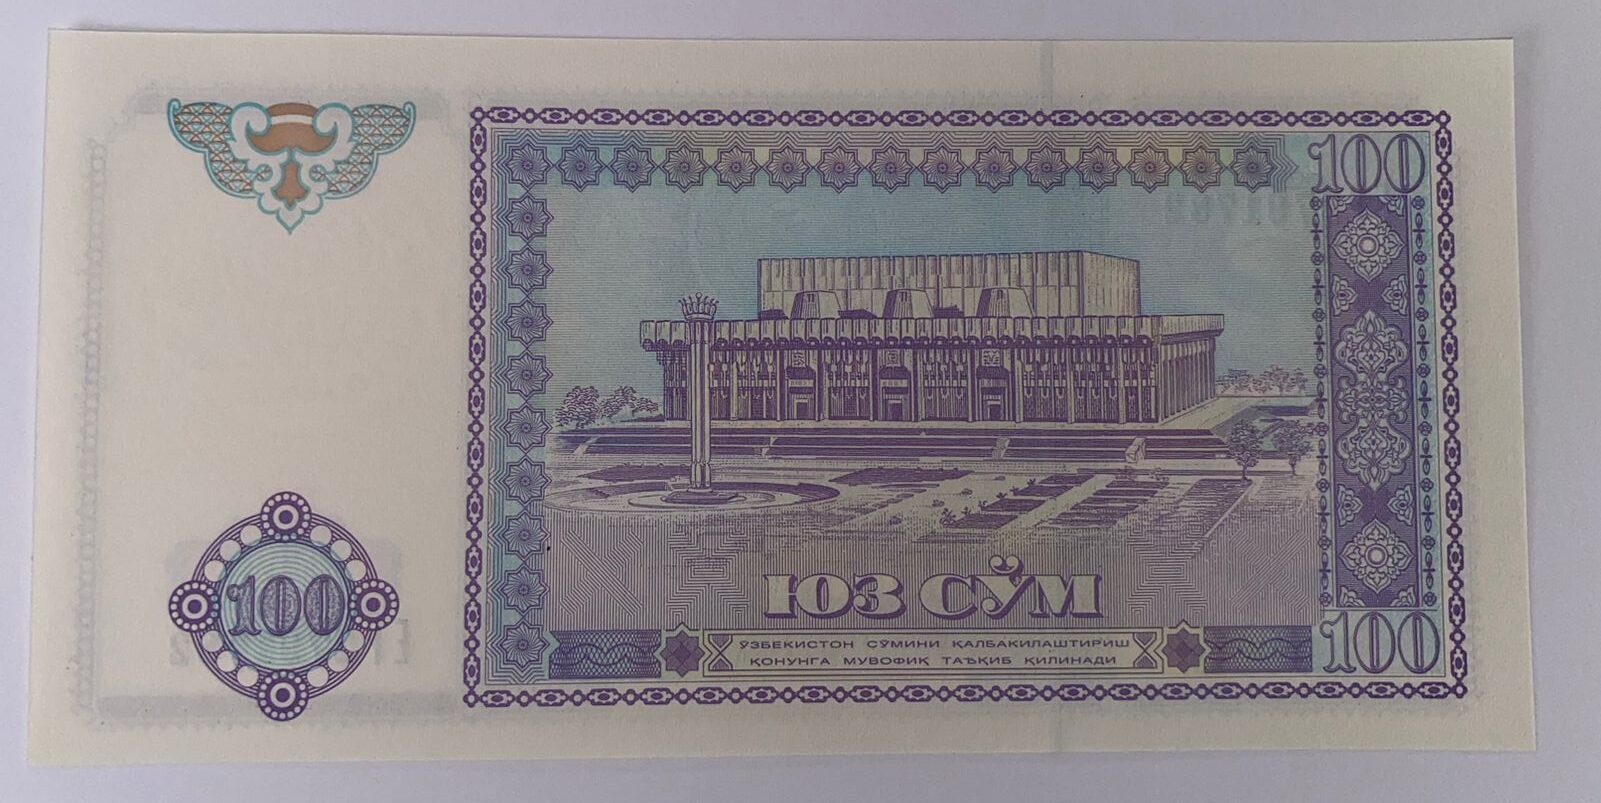 100
100
ЮЗ СЎМ
ЎЗБЕКИСТОН СЎМИНИ ҚАЛБАКИЛАШТИРИШ
ҚОНУНГА МУВОФИҚ ТАЪҚИБ ҚИЛИНАДИ
100